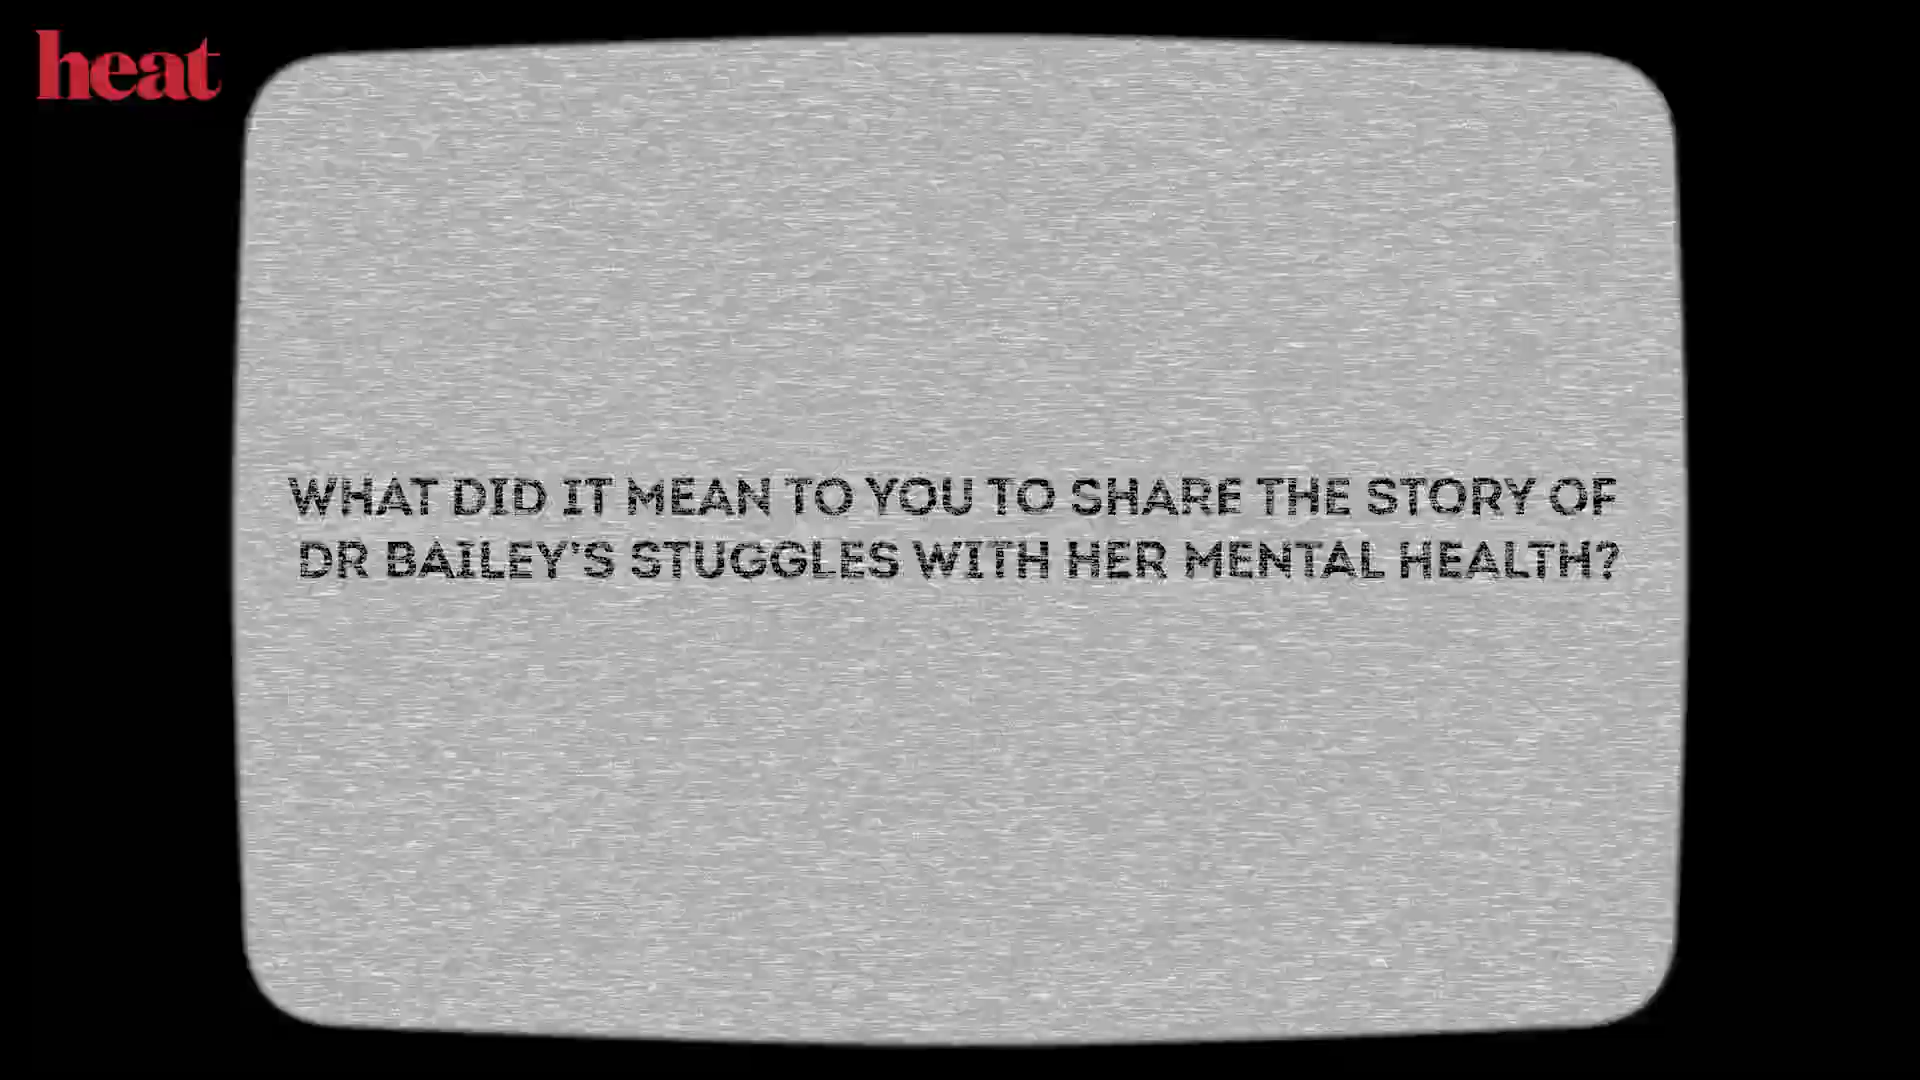 heat
WHAT DID IT MEAN TO YOU TO SHARE THE STORY OF
DR BAILEY'S STUGGLES WITH HER MENTAL HEALTH?